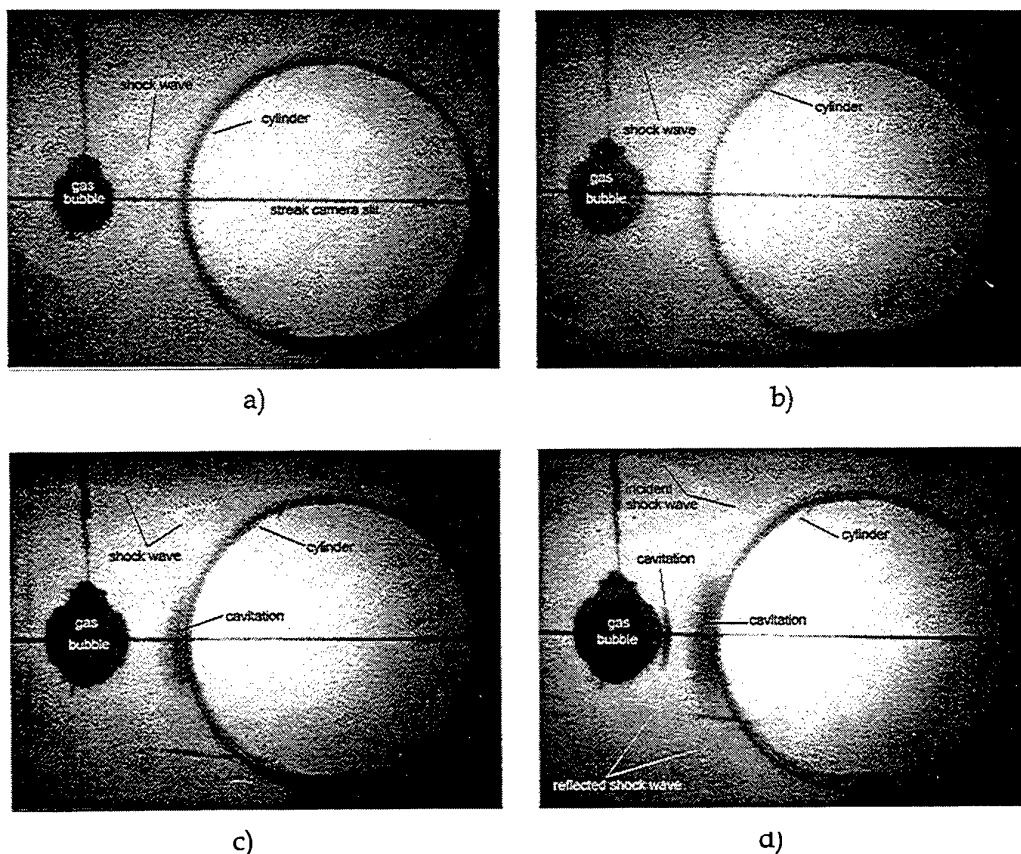 shock wave
cylinder
gas
bubble
streak camera slit
a)
cylinder
shock wave
gas
bubble
b)
shock wave
cylinder
cavitation
gas
bubble
c)
incident
shock wave
cylinder
cavitation
gas
bubble
cavitation
reflected shock wave
d)